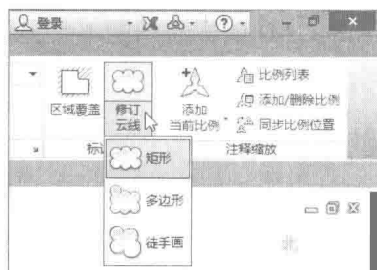 登录
比例列表
区域覆盖 修订云线 添加当前比例 添加/删除比例
同步比例位置
标 注释缩放
矩形
多边形
徒手画
北